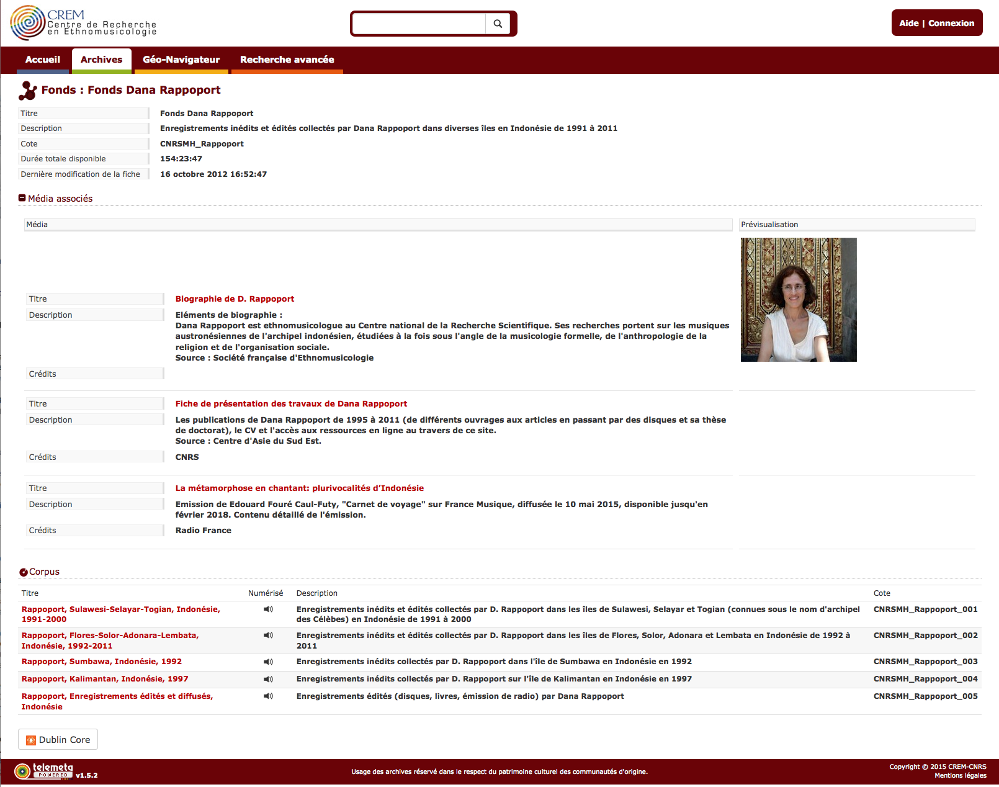 CREM
Centre de Recherche
en Ethnomusicologie
Aide | Connexion
Accueil
Archives
Géo-Navigateur
Recherche avancée
Fonds : Fonds Dana Rappoport
Titre
Fonds Dana Rappoport
Description
Enregistrements inédits et édités collectés par Dana Rappoport dans diverses îles en Indonésie de 1991 à 2011
Cote
CNRSMH_Rappoport
Durée totale disponible
154:23:47
Dernière modification de la fiche
16 octobre 2012 16:52:47
Média associés
Média
Prévisualisation
Titre
Biographie de D. Rappoport
Description
Eléments de biographie :
Dana Rappoport est ethnomusicologue au Centre national de la Recherche Scientifique. Ses recherches portent sur les musiques
austronésiennes de l'archipel indonésien, étudiées à la fois sous l'angle de la musicologie formelle, de l'anthropologie de la
religion et de l'organisation sociale.
Source : Société française d'Ethnomusicologie
Crédits
Titre
Fiche de présentation des travaux de Dana Rappoport
Description
Les publications de Dana Rappoport de 1995 à 2011 (de différents ouvrages aux articles en passant par des disques et sa thèse
de doctorat), le CV et l'accès aux ressources en ligne au travers de ce site.
Source : Centre d'Asie du Sud Est.
Crédits
CNRS
Titre
La métamorphose en chantant: plurivocalités d’Indonésie
Description
Emission de Edouard Fouré Caul-Futy, "Carnet de voyage" sur France Musique, diffusée le 10 mai 2015, disponible jusqu'en
février 2018. Contenu détaillé de l'émission.
Crédits
Radio France
Corpus
Titre
Numérisé
Description
Cote
Rappoport, Sulawesi-Selayar-Togian, Indonésie,
1991-2000
Enregistrements inédits et édités collectés par D. Rappoport dans les îles de Sulawesi, Selayar et Togian (connues sous le nom d'archipel
des Célèbes) en Indonésie de 1991 à 2000
CNRSMH_Rappoport_001
Rappoport, Flores-Solor-Adonara-Lembata,
Indonésie, 1992-2011
Enregistrements inédits et édités collectés par D. Rappoport dans les îles de Flores, Solor, Adonara et Lembata en Indonésie de 1992 à
2011
CNRSMH_Rappoport_002
Rappoport, Sumbawa, Indonésie, 1992
Enregistrements inédits collectés par D. Rappoport dans l'île de Sumbawa en Indonésie en 1992
CNRSMH_Rappoport_003
Rappoport, Kalimantan, Indonésie, 1997
Enregistrements inédits collectés par D. Rappoport sur l'île de Kalimantan en Indonésie en 1997
CNRSMH_Rappoport_004
Rappoport, Enregistrements édités et diffusés,
Indonésie
Enregistrements édités (disques, livres, émission de radio) par Dana Rappoport
CNRSMH_Rappoport_005
Dublin Core
telemeta
POWERED
v1.5.2
Usage des archives réservé dans le respect du patrimoine culturel des communautés d'origine.
Copyright © 2015 CREM-CNRS
Mentions légales